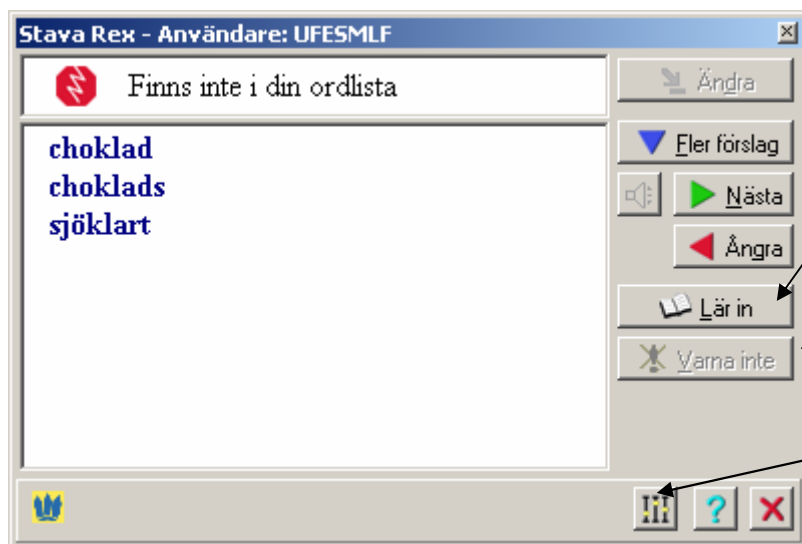 Stava Rex - Användare: UFESMLF
Finns inte i din ordlista
Ändra
choklad
choklads
sjöklart
Fler förslag
Nästa
Ångra
Lär in
Varna inte
?